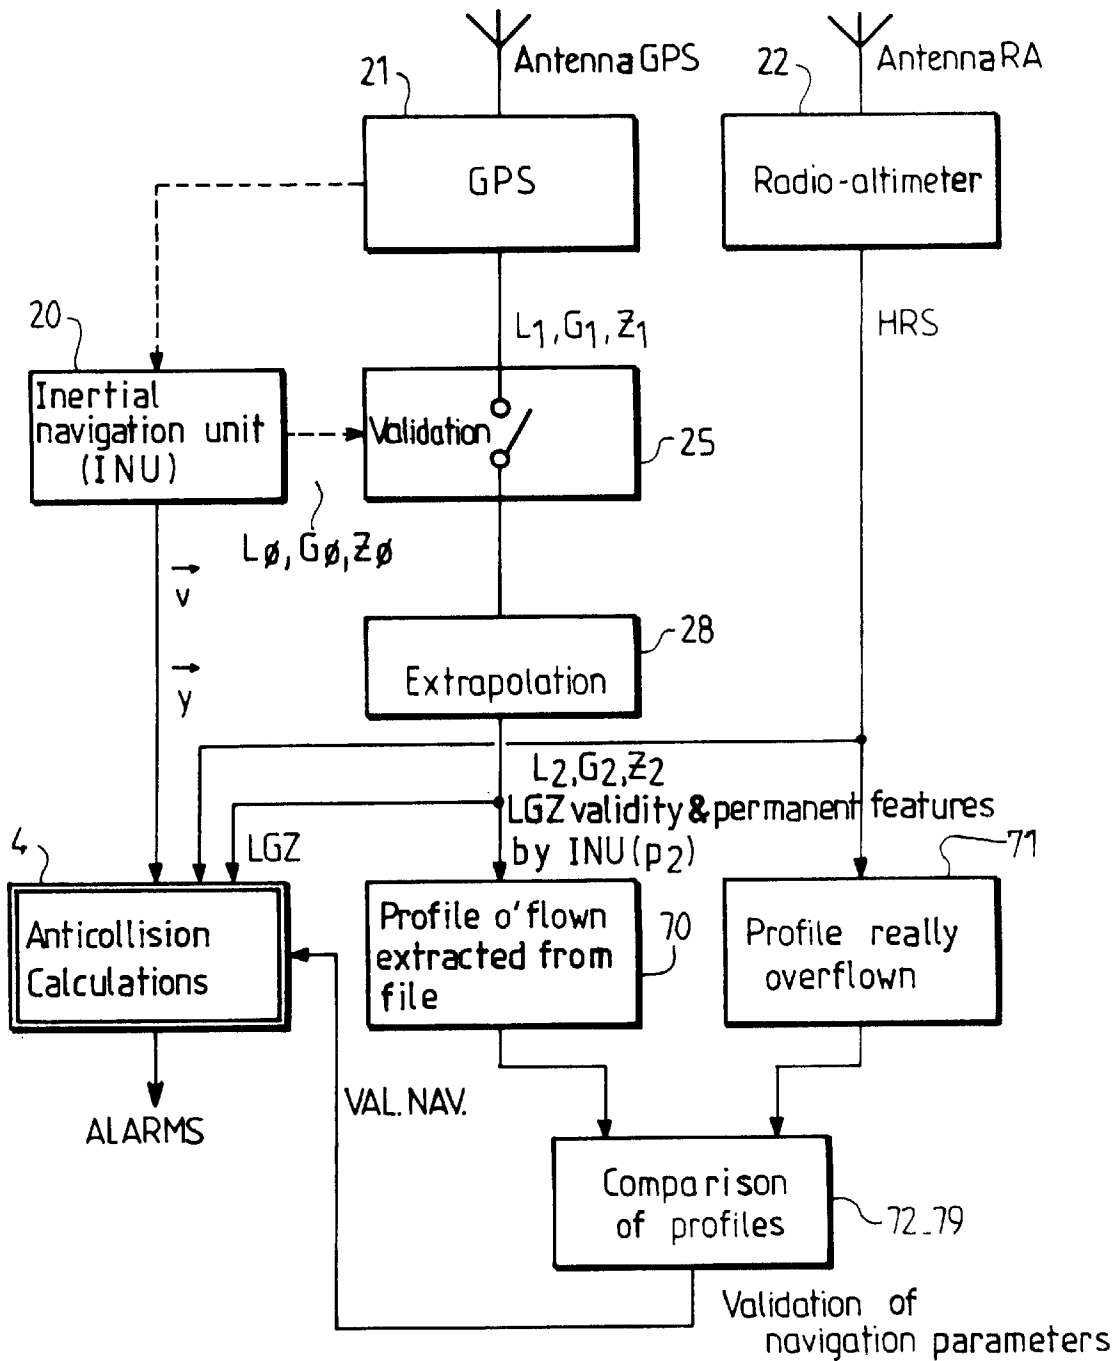 Antenna GPS
Antenna RA
21
22
GPS
Radio-altimeter
20
L1, G1, Z1
HRS
Inertial
navigation unit
(INU)
Validation
25
LØ, GØ, ZØ
v
28
Extrapolation
y
L2, G2, Z2
LGZ validity & permanent features
by INU (p2)
LGZ
4
71
Anticollision
Calculations
Profile o'flown
extracted from
file
70
Profile really
overflown
VAL. NAV.
ALARMS
Comparison
of profiles
72_79
Validation of
navigation parameters